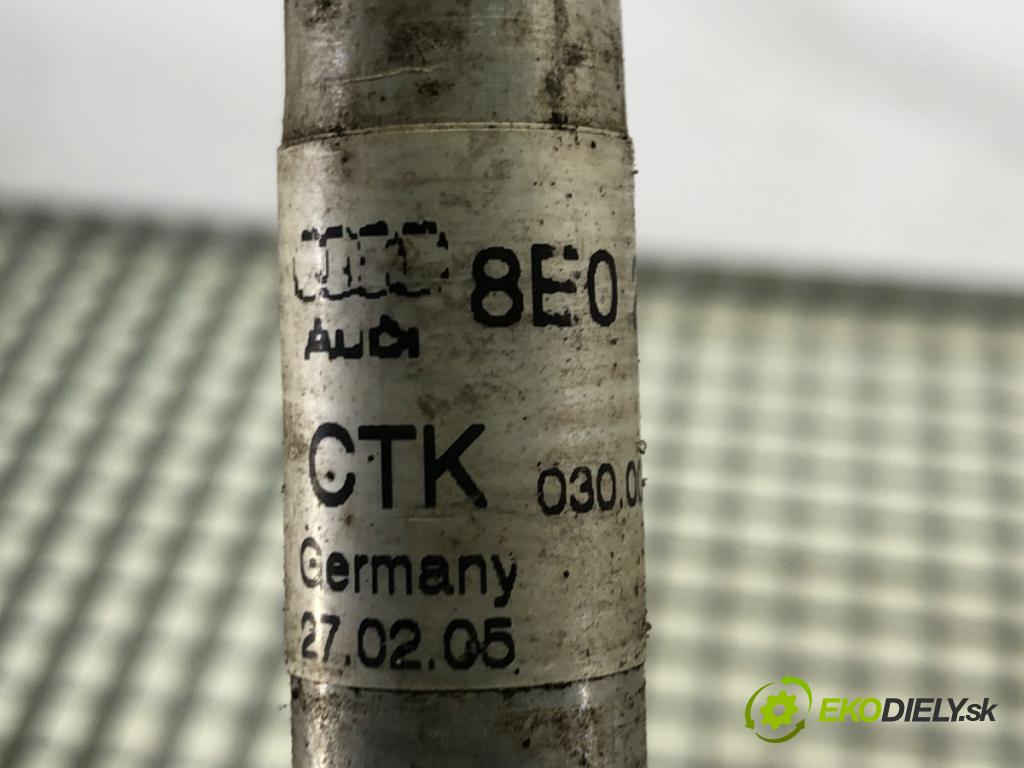 8E0
AUDI
CTK 030.0
Germany
27.02.05
EKODIELY.sk